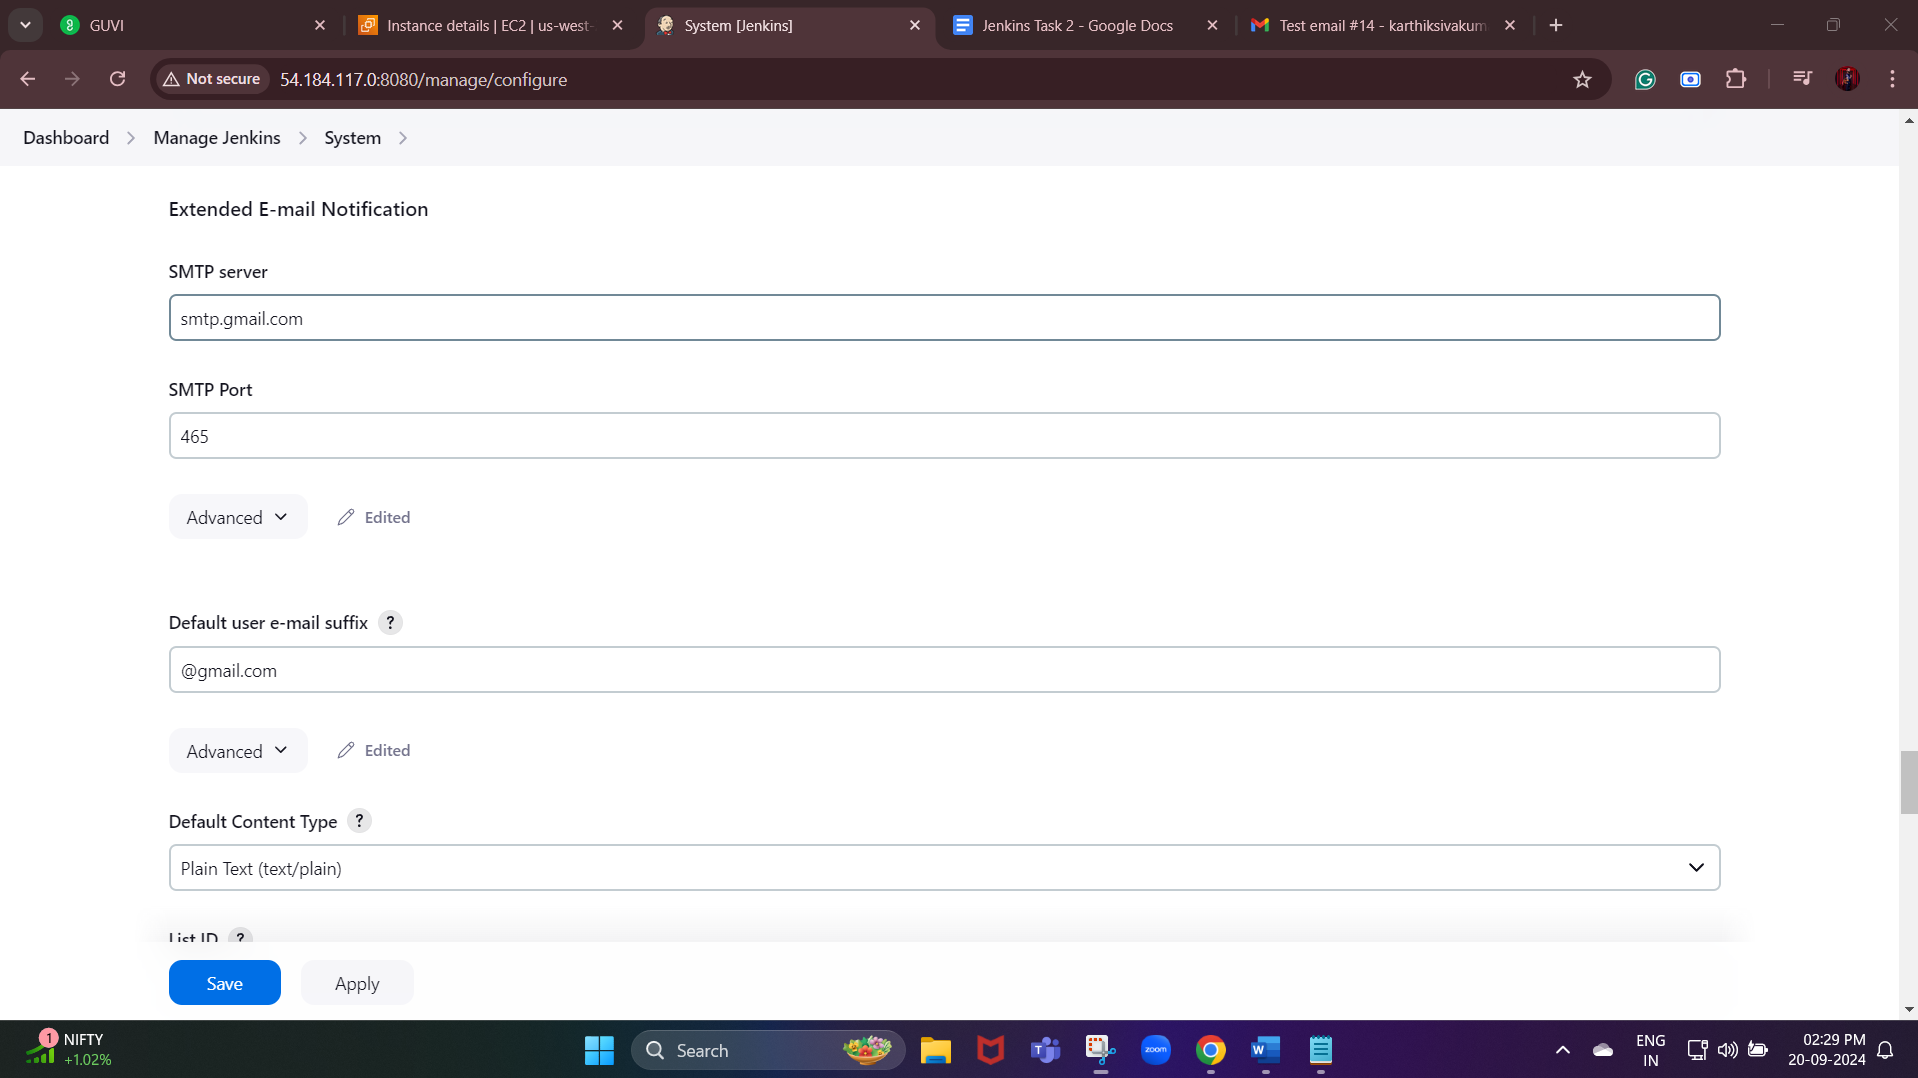 GUVI
Instance details | EC2 | us-west-
System [Jenkins]
Jenkins Task 2 - Google Docs
Test email #14 - karthiksivakum
Not secure
54.184.117.0:8080/manage/configure
Dashboard
Manage Jenkins
System
Extended E-mail Notification
SMTP server
smtp.gmail.com
SMTP Port
465
Advanced
Edited
Default user e-mail suffix ?
@gmail.com
Advanced
Edited
Default Content Type ?
Plain Text (text/plain)
List ID ?
Save
Apply
1
NIFTY
+1.02%
Search
T
zoom
W
ENG
IN
02:29 PM
20-09-2024